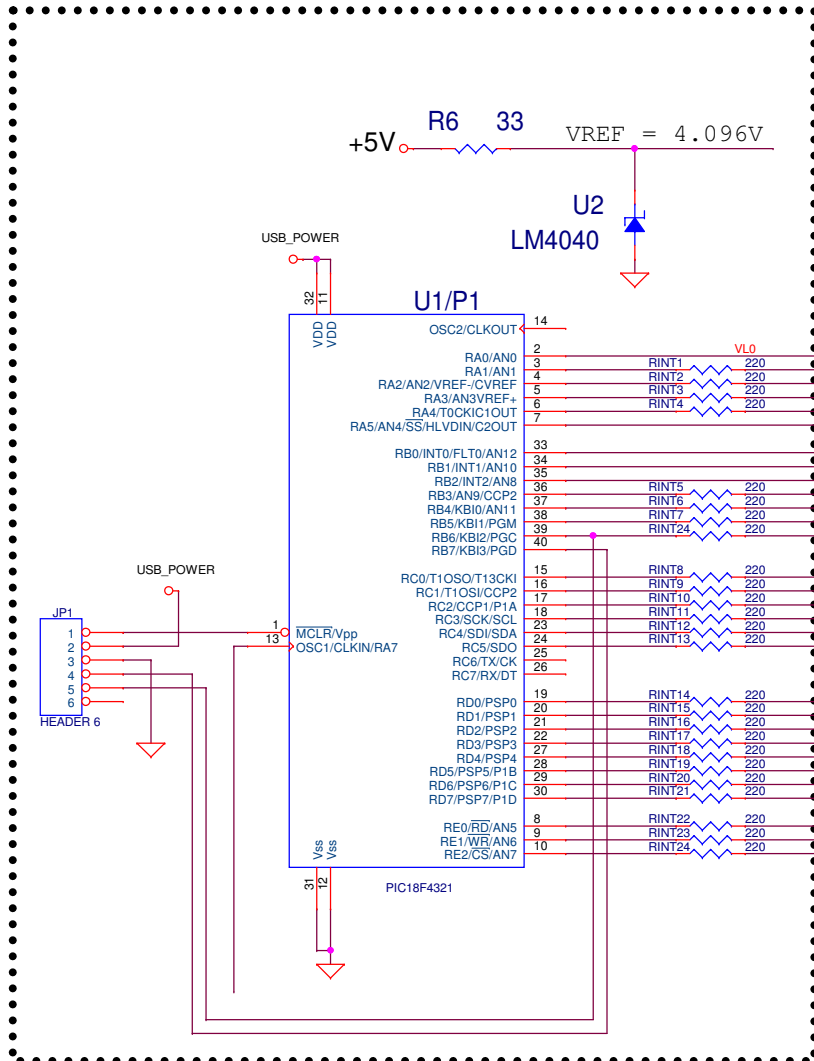 R6 33
+5V VREF = 4.096V
U2
LM4040
USB_POWER
32 11
VDD VDD
U1/P1
OSC2/CLKOUT 14
RA0/AN0 2 VL0
RA1/AN1 3 RINT1 220
RA2/AN2/VREF-/CVREF 4 RINT2 220
RA3/AN3VREF+ 5 RINT3 220
RA4/T0CKIC1OUT 6 RINT4 220
RA5/AN4/SS/HLVDIN/C2OUT 7
RB0/INT0/FLT0/AN12 33
RB1/INT1/AN10 34
RB2/INT2/AN8 35
RB3/AN9/CCP2 36 RINT5 220
RB4/KBI0/AN11 37 RINT6 220
RB5/KBI1/PGM 38 RINT7 220
RB6/KBI2/PGC 39 RINT24 220
RB7/KBI3/PGD 40
USB_POWER
RC0/T1OSO/T13CKI 15 RINT8 220
RC1/T1OSI/CCP2 16 RINT9 220
RC2/CCP1/P1A 17 RINT10 220
RC3/SCK/SCL 18 RINT11 220
RC4/SDI/SDA 23 RINT12 220
RC5/SDO 24 RINT13 220
RC6/TX/CK 25
RC7/RX/DT 26
JP1
1 1 MCLR/Vpp
2 13 OSC1/CLKIN/RA7
3
4
5
6
HEADER 6
RD0/PSP0 19 RINT14 220
RD1/PSP1 20 RINT15 220
RD2/PSP2 21 RINT16 220
RD3/PSP3 22 RINT17 220
RD4/PSP4 27 RINT18 220
RD5/PSP5/P1B 28 RINT19 220
RD6/PSP6/P1C 29 RINT20 220
RD7/PSP7/P1D 30 RINT21 220
RE0/RD/AN5 8 RINT22 220
RE1/WR/AN6 9 RINT23 220
RE2/CS/AN7 10 RINT24 220
Vss Vss
31 12
PIC18F4321